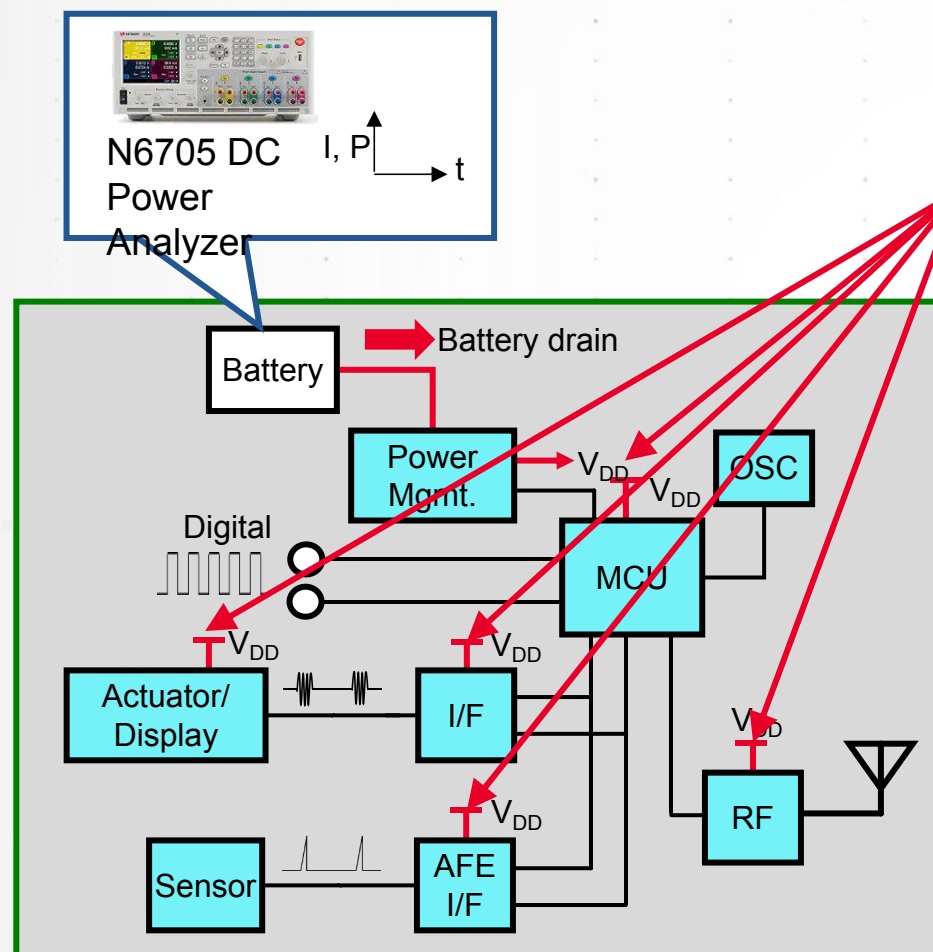 N6705 DC
Power
Analyzer
I, P
t
Battery
Battery drain
Power
Mgmt.
VDD
VDD
OSC
Digital
MCU
VDD
VDD
Actuator/
Display
I/F
VDD
RF
VDD
Sensor
AFE
I/F